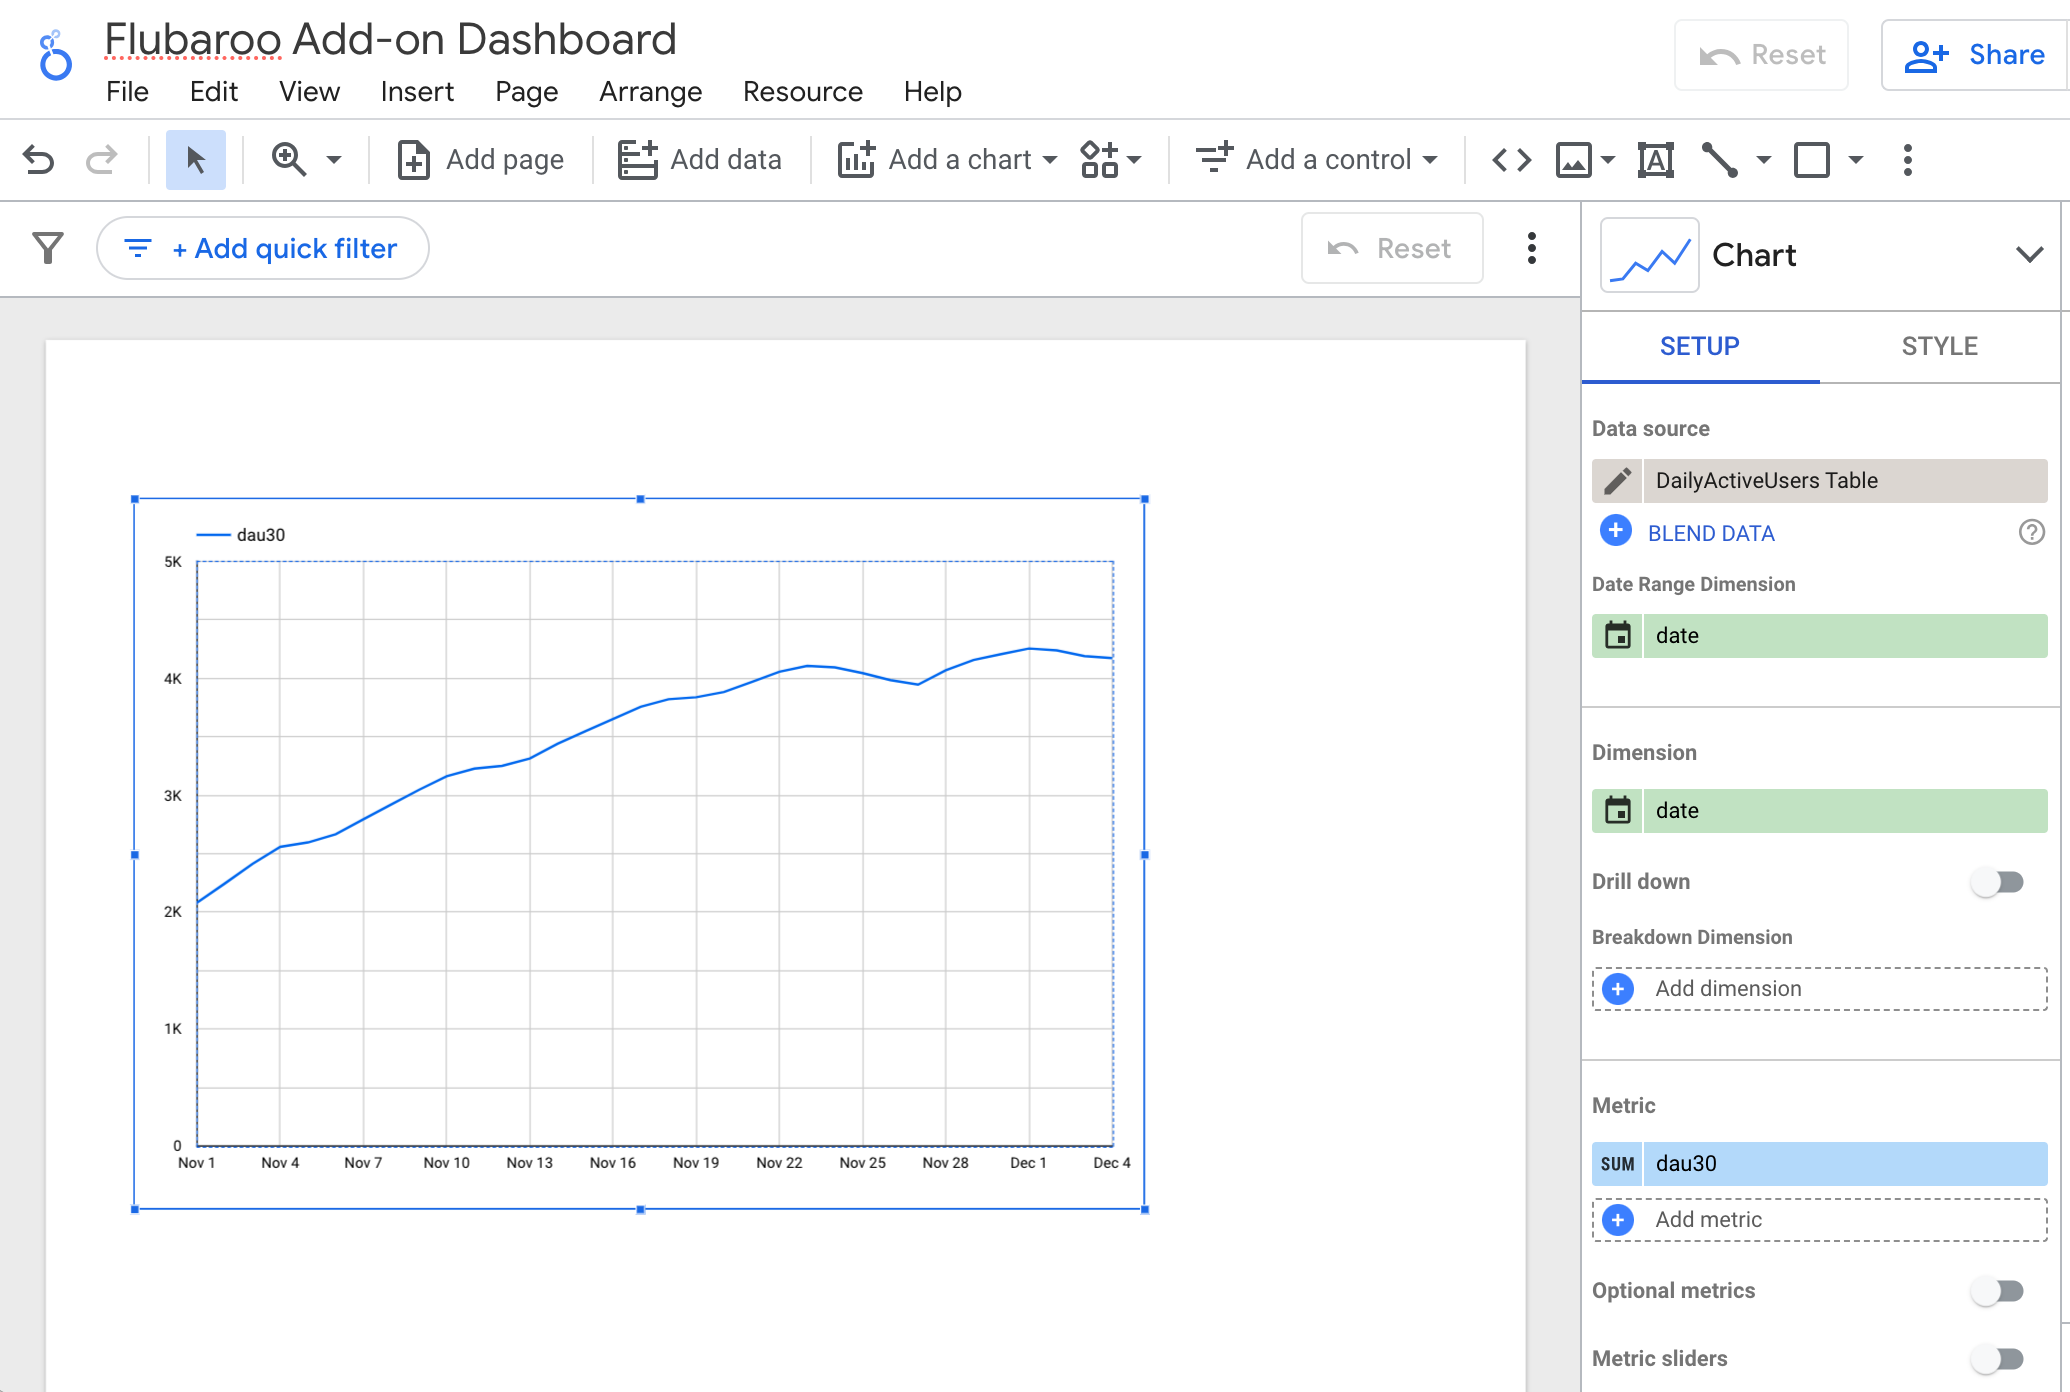 Flubaroo Add-on Dashboard
File Edit View Insert Page Arrange Resource Help
Reset
Share
Add page
Add data
Add a chart
Add a control
+ Add quick filter
Reset
Chart
SETUP STYLE
Data source
DailyActiveUsers Table
BLEND DATA
Date Range Dimension
date
Dimension
date
Drill down
Breakdown Dimension
Add dimension
Metric
SUM dau30
Add metric
Optional metrics
Metric sliders
dau30
5K
4K
3K
2K
1K
0
Nov 1 Nov 4 Nov 7 Nov 10 Nov 13 Nov 16 Nov 19 Nov 22 Nov 25 Nov 28 Dec 1 Dec 4